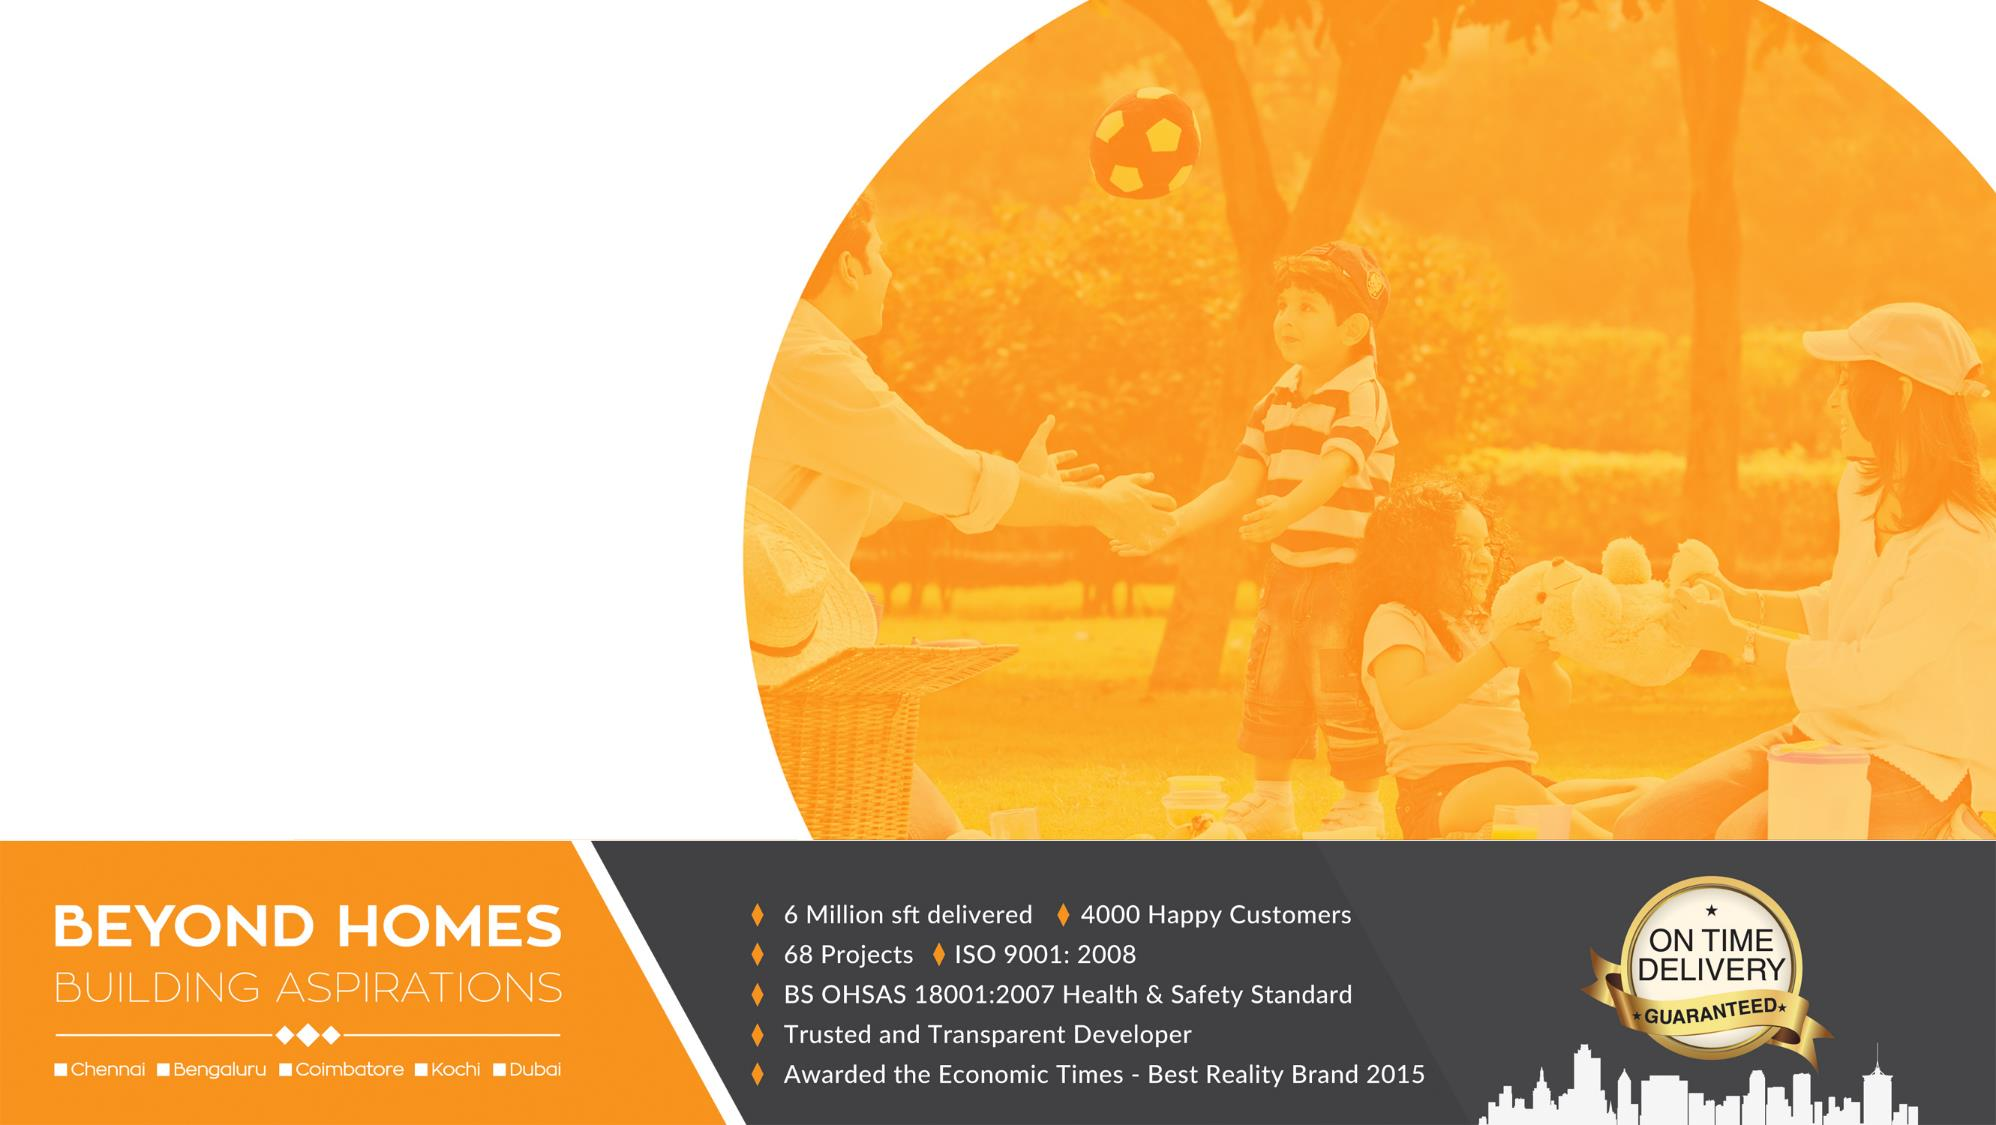 BEYOND HOMES
BUILDING ASPIRATIONS
Chennai Bengaluru Coimbatore Kochi Dubai
6 Million sft delivered 4000 Happy Customers
68 Projects ISO 9001: 2008
BS OHSAS 18001:2007 Health & Safety Standard
Trusted and Transparent Developer
Awarded the Economic Times - Best Reality Brand 2015
ON TIME
DELIVERY
GUARANTEED